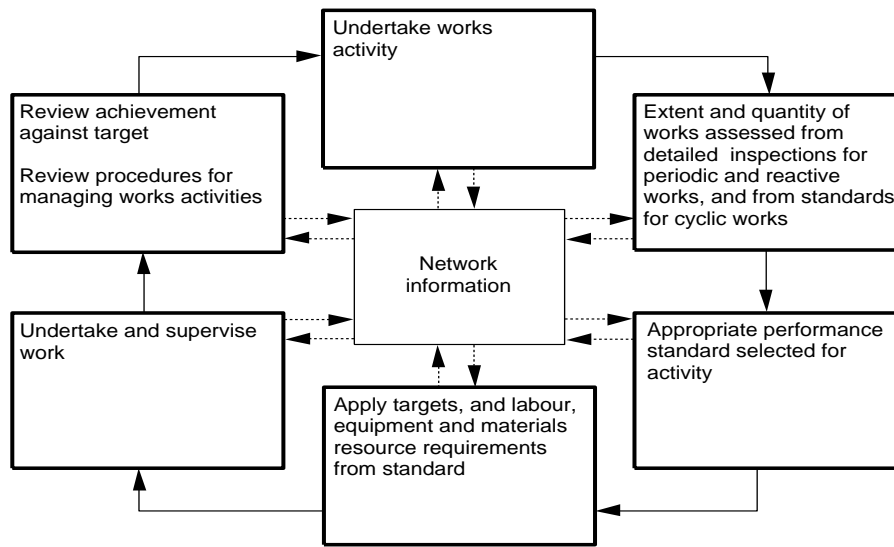 Undertake works
activity
Extent and quantity of
works assessed from
detailed inspections for
periodic and reactive
works, and from standards
for cyclic works
Appropriate performance
standard selected for
activity
Apply targets, and labour,
equipment and materials
resource requirements
from standard
Undertake and supervise
work
Review achievement
against target
Review procedures for
managing works activities
Network
information